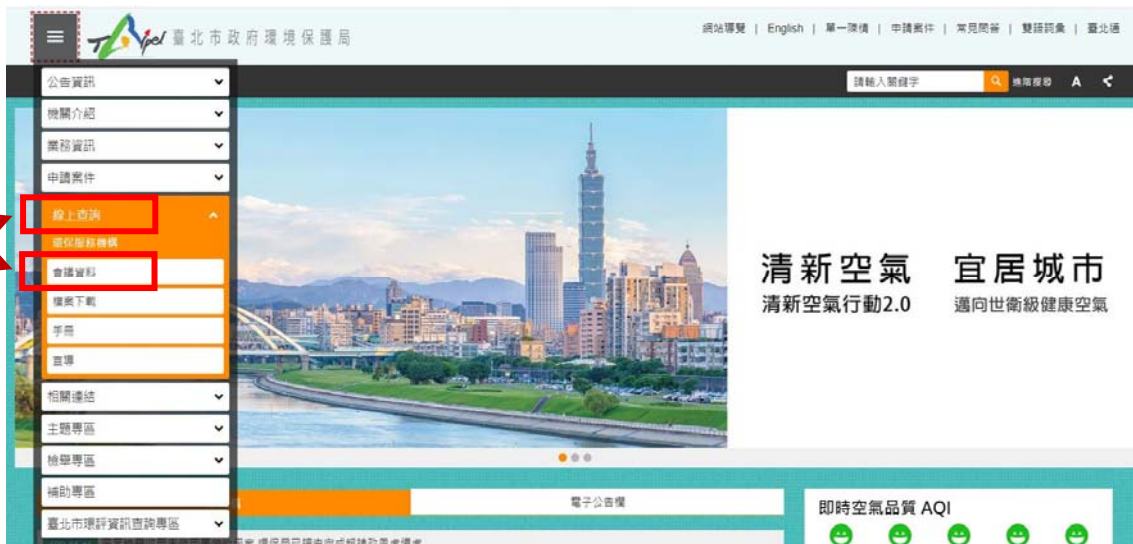 Taipei 臺北市政府環境保護局
網站導覽 | English | 單一陳情 | 申請案件 | 常見問答 | 雙語詞彙 | 臺北通
請輸入關鍵字 進階搜尋 A
公告資訊
機關介紹
業務資訊
申請案件
線上查詢
環保服務機構
會議資料
檔案下載
手冊
宣導
相關連結
主題專區
檢舉專區
補助專區
臺北市環評資訊查詢專區
清新空氣 宜居城市
清新空氣行動2.0 邁向世衛級健康空氣
電子公告欄
即時空氣品質 AQI